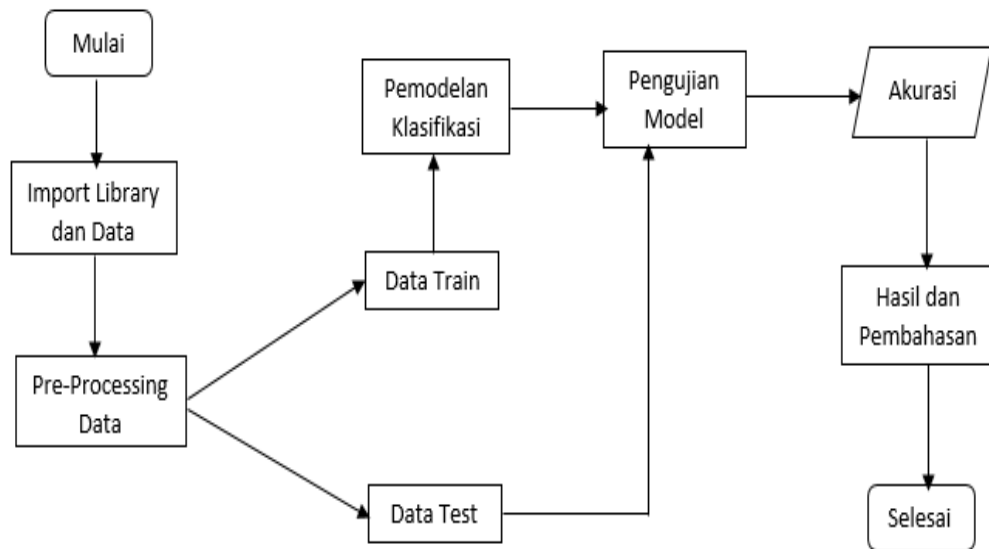 Mulai
Import Library
dan Data
Pre-Processing
Data
Data Train
Data Test
Pemodelan
Klasifikasi
Pengujian
Model
Akurasi
Hasil dan
Pembahasan
Selesai